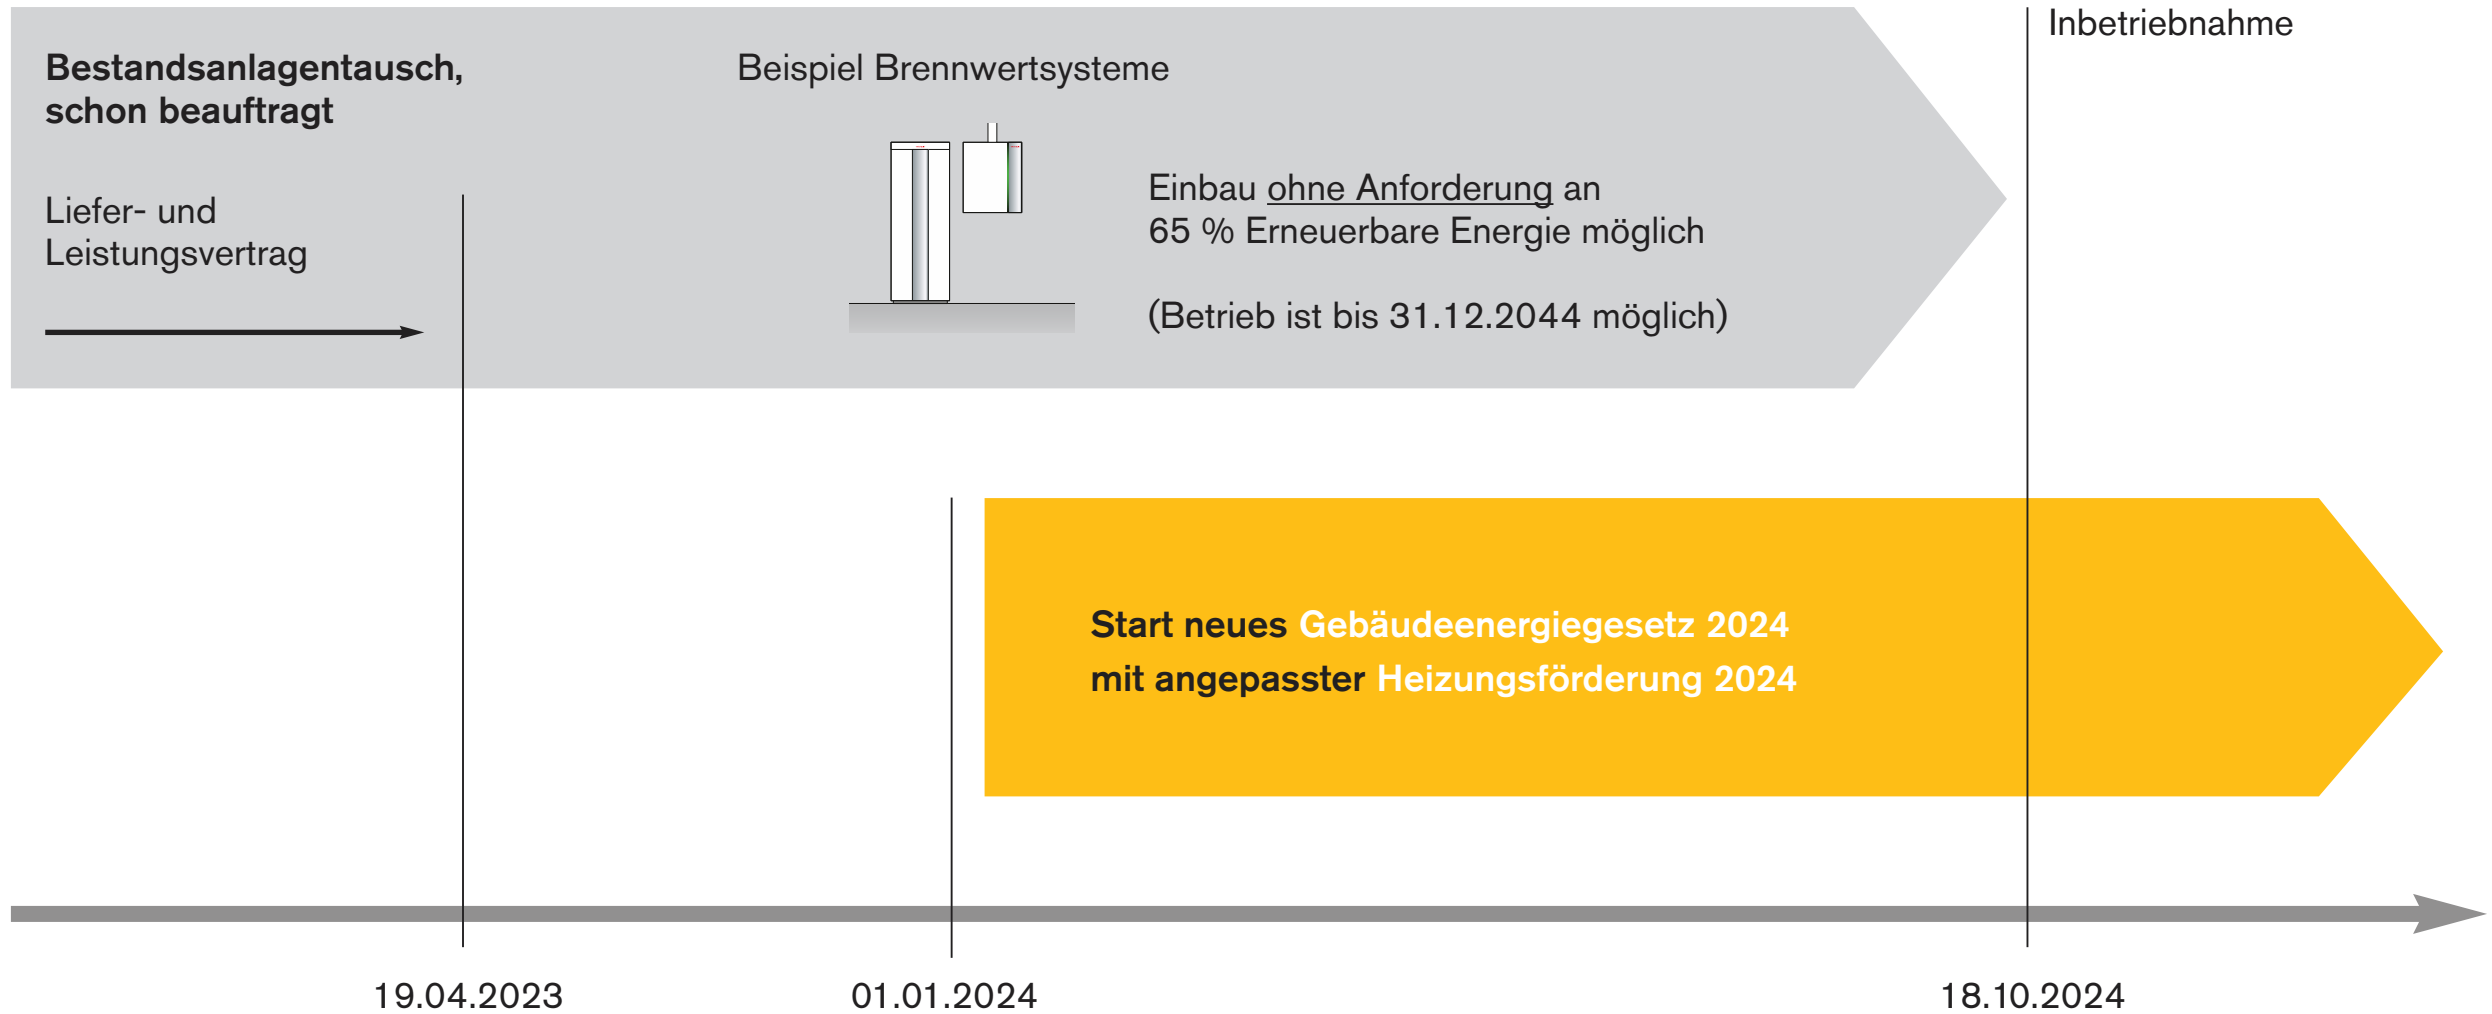 Inbetriebnahme
Bestandsanlagentausch,
schon beauftragt
Beispiel Brennwertsysteme
Liefer- und
Leistungsvertrag
Einbau ohne Anforderung an
65 % Erneuerbare Energie möglich
(Betrieb ist bis 31.12.2044 möglich)
Start neues Gebäudeenergiegesetz 2024
mit angepasster Heizungsförderung 2024
19.04.2023
01.01.2024
18.10.2024